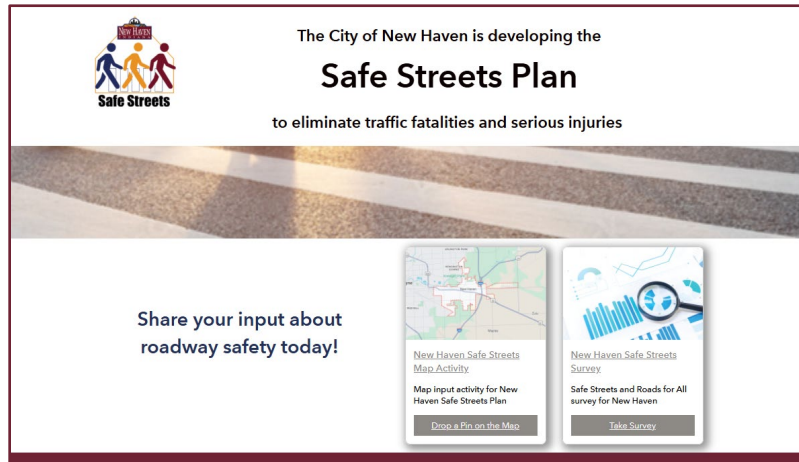 NEW HAVEN
INDIANA
Safe Streets
The City of New Haven is developing the
Safe Streets Plan
to eliminate traffic fatalities and serious injuries
Share your input about
roadway safety today!
New Haven Safe Streets
Map Activity
Map input activity for New
Haven Safe Streets Plan
Drop a Pin on the Map
New Haven Safe Streets
Survey
Safe Streets and Roads for All
survey for New Haven
Take Survey